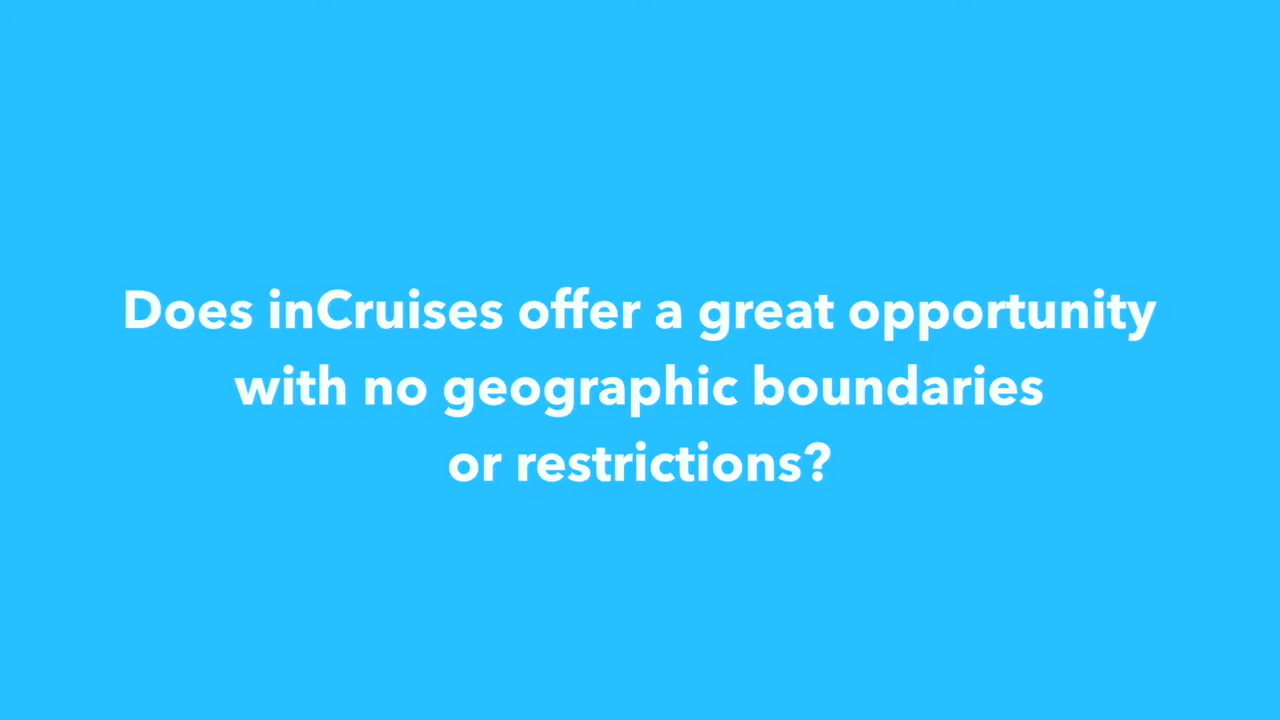 Does inCruises offer a great opportunity
with no geographic boundaries
or restrictions?